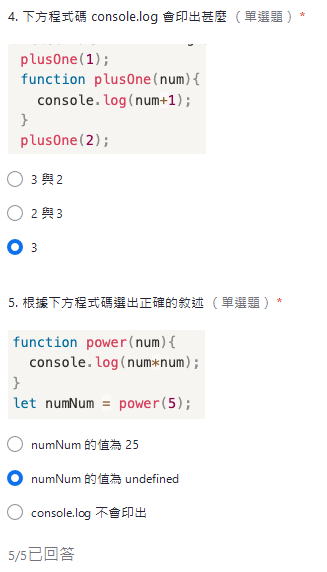 4. 下方程式碼 console.log 會印出甚麼 （單選題） *
plusOne(1);
function plusOne(num){
console.log(num+1);
}
plusOne(2);
3 與 2
2 與 3
3
5. 根據下方程式碼選出正確的敘述 （單選題） *
function power(num){
console.log(num*num);
}
let numNum = power(5);
numNum 的值為 25
numNum 的值為 undefined
console.log 不會印出
5/5已回答